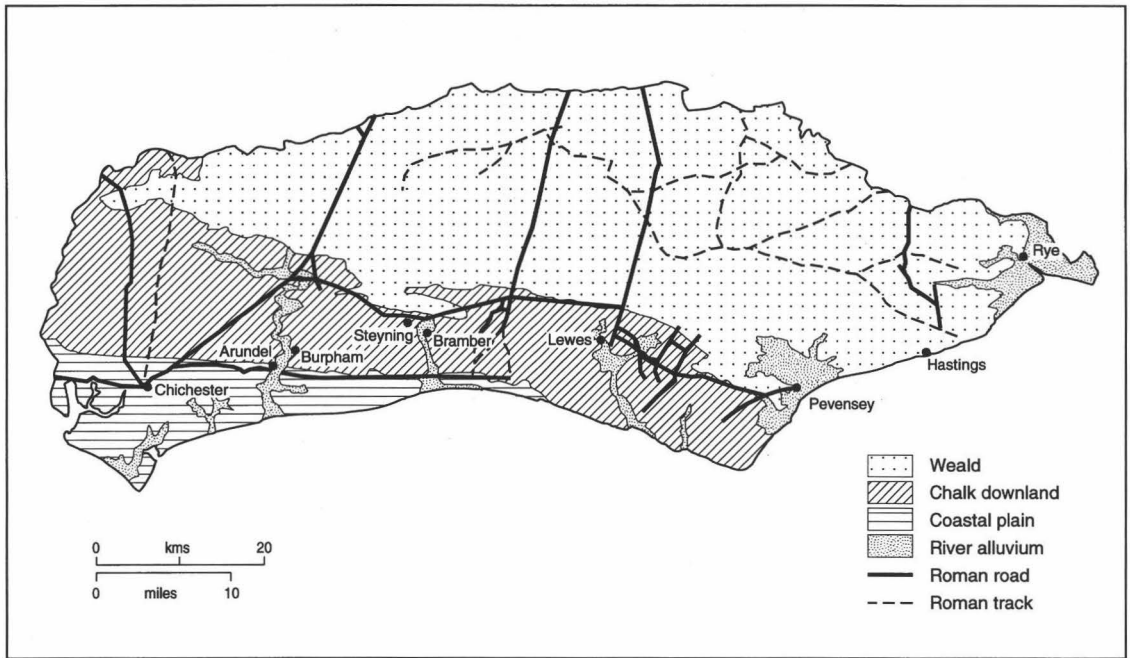 Rye
Steyning
Bramber
Lewes
Arundel
Burpham
Hastings
Chichester
Pevensey
Weald
Chalk downland
Coastal plain
River alluvium
Roman road
Roman track
0 kms 20
0 miles 10